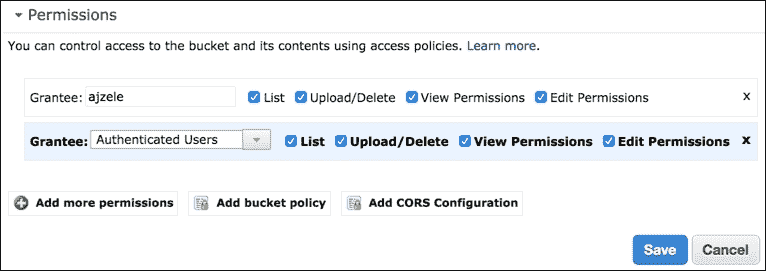 Permissions
You can control access to the bucket and its contents using access policies. Learn more.
Grantee: ajzele List Upload/Delete View Permissions Edit Permissions x
Grantee: Authenticated Users List Upload/Delete View Permissions Edit Permissions x
Add more permissions Add bucket policy Add CORS Configuration
Save Cancel